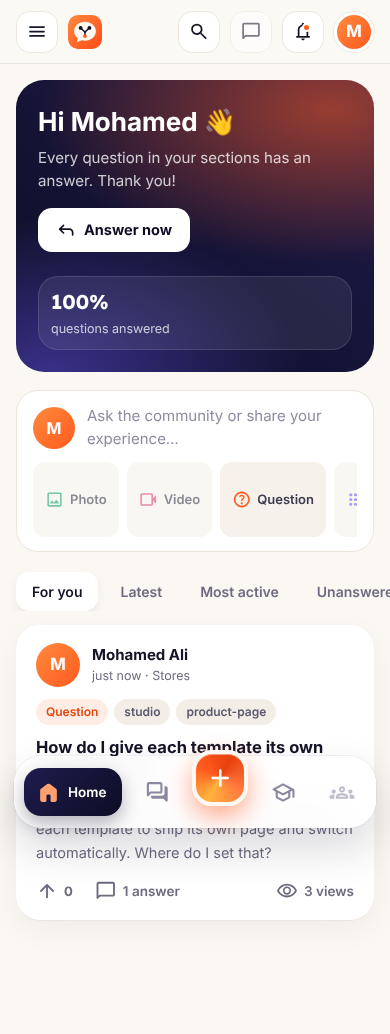 M
Hi Mohamed 👋
Every question in your sections has an
answer. Thank you!
Answer now
100%
questions answered
M
Ask the community or share your
experience...
Photo
Video
Question
For you
Latest
Most active
Unanswere
M
Mohamed Ali
just now · Stores
Question
studio
product-page
How do I give each template its own
Home
each template to ship its own page and switch
automatically. Where do I set that?
0
1 answer
3 views